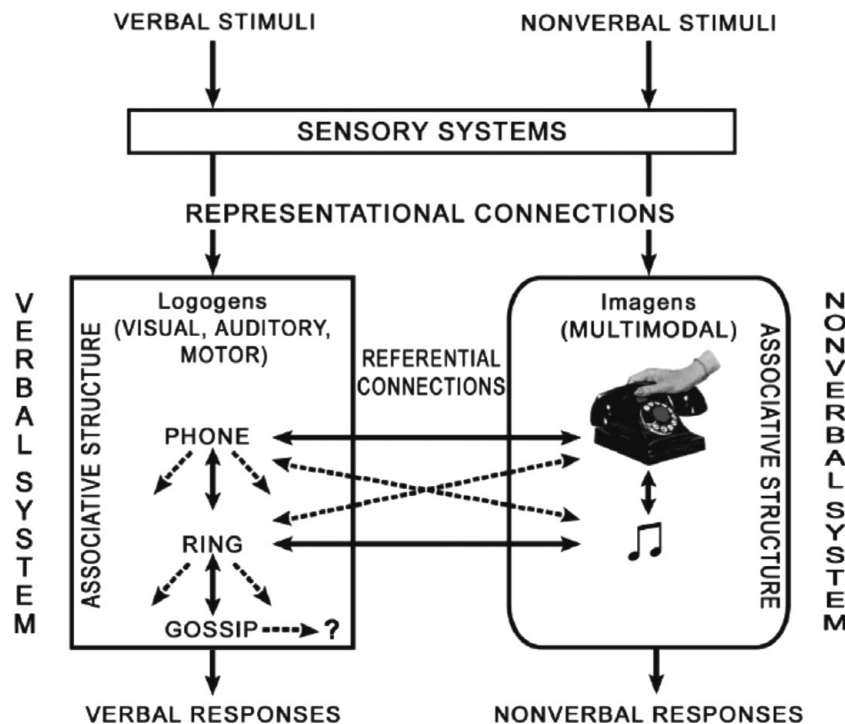 VERBAL STIMULI
NONVERBAL STIMULI
SENSORY SYSTEMS
REPRESENTATIONAL CONNECTIONS
VERBAL SYSTEM
ASSOCIATIVE STRUCTURE
Logogens
(VISUAL, AUDITORY,
MOTOR)
PHONE
RING
GOSSIP ?
REFERENTIAL
CONNECTIONS
Imagens
(MULTIMODAL)
ASSOCIATIVE STRUCTURE
NONVERBAL SYSTEM
VERBAL RESPONSES
NONVERBAL RESPONSES